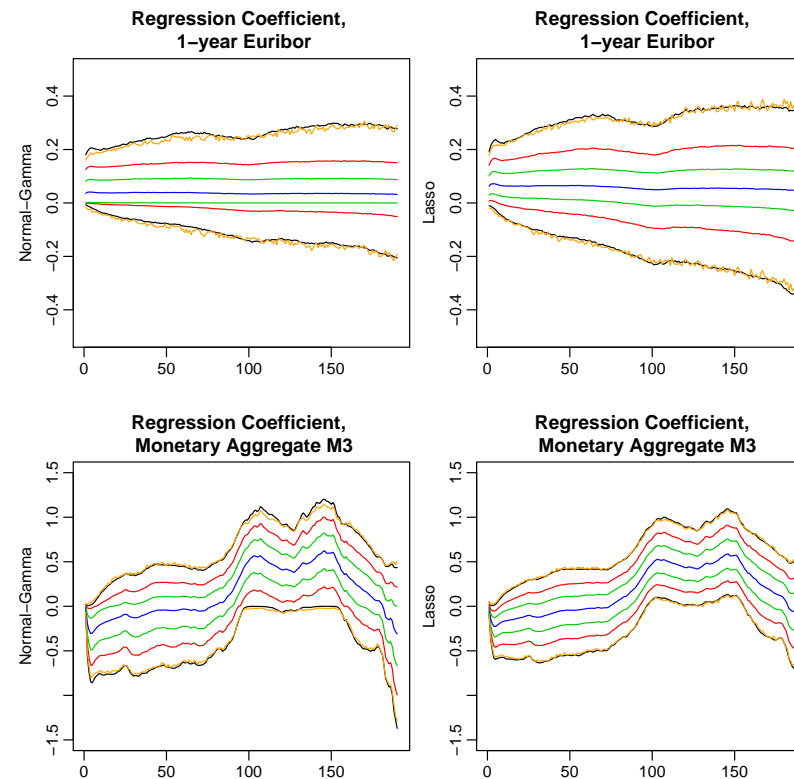 Regression Coefficient,
1−year Euribor
Normal−Gamma
0.4
0.2
0.0
−0.2
−0.4
0 50 100 150
Regression Coefficient,
1−year Euribor
Lasso
0.4
0.2
0.0
−0.2
−0.4
0 50 100 150
Regression Coefficient,
Monetary Aggregate M3
Normal−Gamma
1.5
1.0
0.5
0.0
−0.5
−1.5
0 50 100 150
Regression Coefficient,
Monetary Aggregate M3
Lasso
1.5
1.0
0.5
0.0
−0.5
−1.5
0 50 100 150